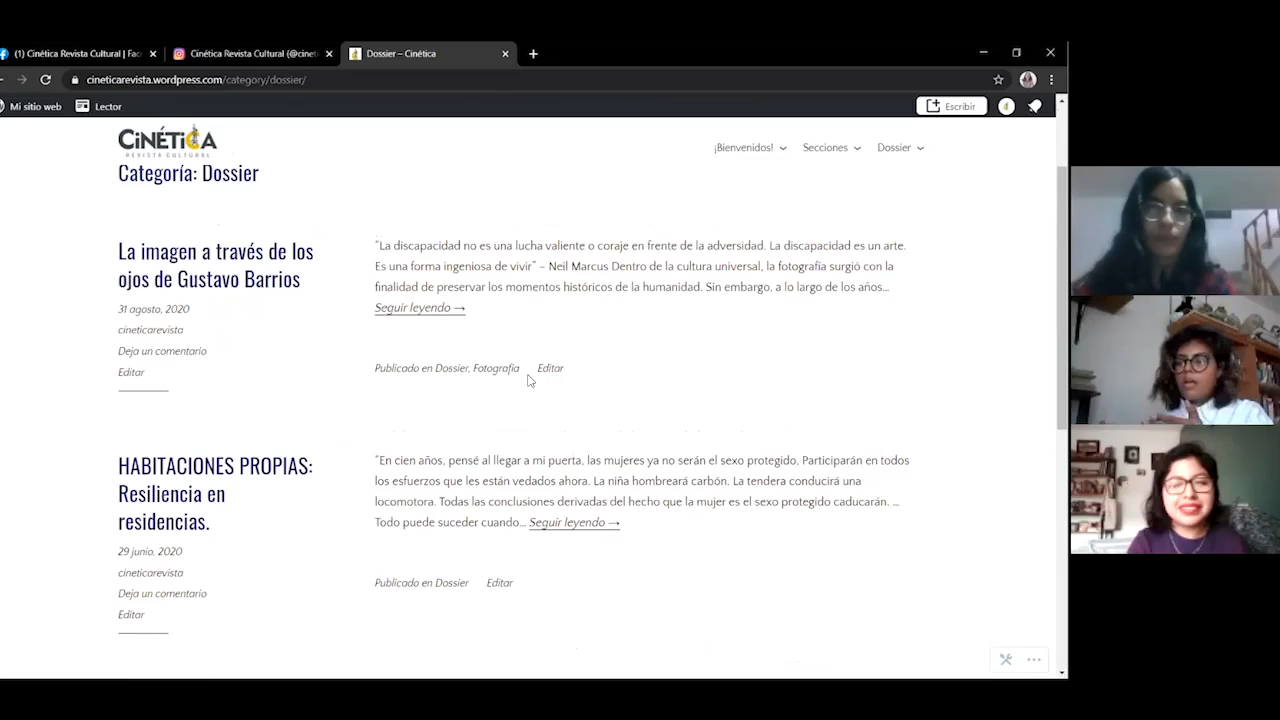 (1) Cinética Revista Cultural | Fac
Cinética Revista Cultural (@cineti
Dossier – Cinética
cineticarevista.wordpress.com/category/dossier/
Mi sitio web
Lector
Escribir
CiNÉTiCA
REVISTA CULTURAL
¡Bienvenidos!
Secciones
Dossier
Categoría: Dossier
La imagen a través de los
ojos de Gustavo Barrios
31 agosto, 2020
cineticarevista
Deja un comentario
Editar
“La discapacidad no es una lucha valiente o coraje en frente de la adversidad. La discapacidad es un arte.
Es una forma ingeniosa de vivir” – Neil Marcus Dentro de la cultura universal, la fotografía surgió con la
finalidad de preservar los momentos históricos de la humanidad. Sin embargo, a lo largo de los años…
Seguir leyendo →
Publicado en Dossier, Fotografía
Editar
HABITACIONES PROPIAS:
Resiliencia en
residencias.
29 junio, 2020
cineticarevista
Deja un comentario
Editar
“En cien años, pensé al llegar a mi puerta, las mujeres ya no serán el sexo protegido. Participarán en todos
los esfuerzos que les están vedados ahora. La niña hombreará carbón. La tendera conducirá una
locomotora. Todas las conclusiones derivadas del hecho que la mujer es el sexo protegido caducarán. …
Todo puede suceder cuando… Seguir leyendo →
Publicado en Dossier
Editar